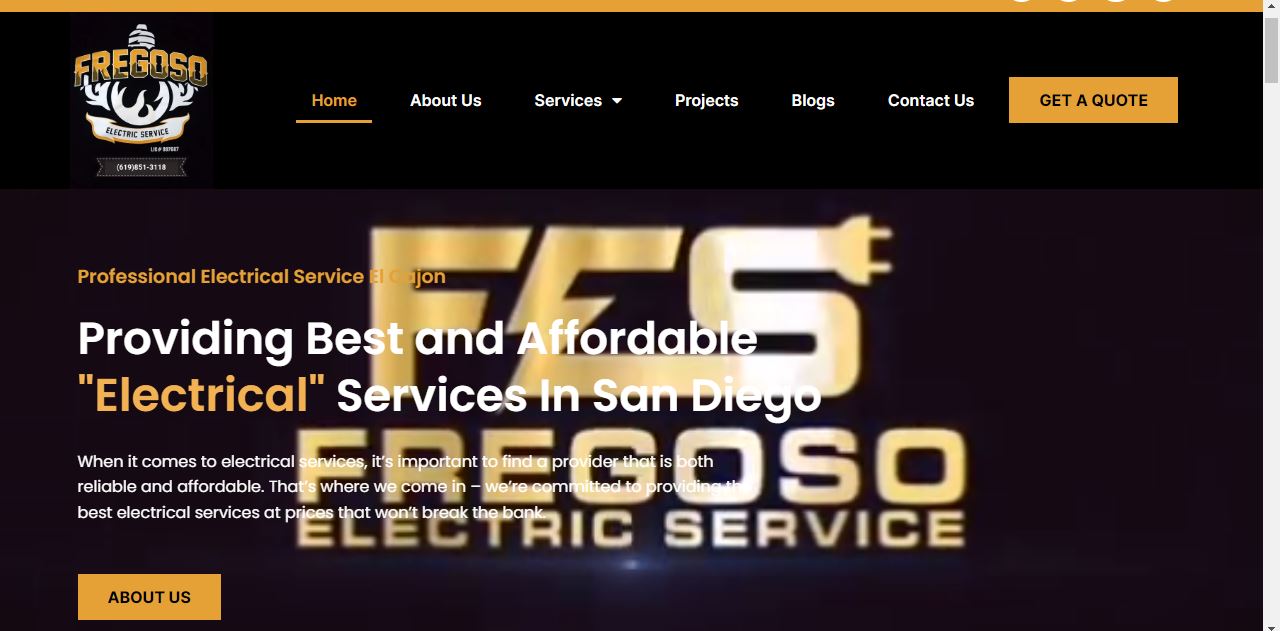 FREGOSO
ELECTRIC SERVICE
(619)851-3118
Home
About Us
Services
Projects
Blogs
Contact Us
GET A QUOTE
FES
Professional Electrical Service El Cajon
Providing Best and Affordable
"Electrical" Services In San Diego
FREGOSO
When it comes to electrical services, it’s important to find a provider that is both
reliable and affordable. That’s where we come in – we’re committed to providing the
best electrical services at prices that won’t break the bank.
ELECTRIC SERVICE
ABOUT US